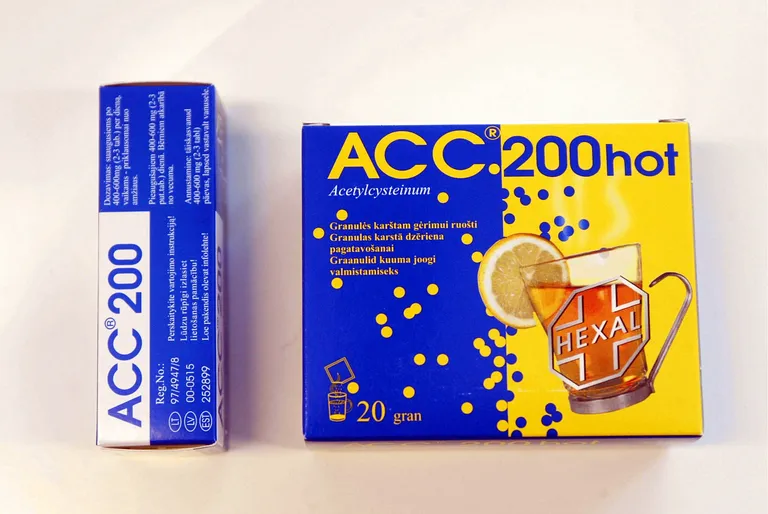 Dozavimas: suaugusiems po
400-600mg (2-3 tab.) per dieną,
vaikams - priklausomai nuo
amžiaus.
Pieaugušajiem 400-600 mg (2-3
put.tab.) dienā. Bērniem atkarībā
no vecuma.
Annustamine: täiskasvanud
400-600 mg (2-3 tabl)
päevas, lapsed vastavalt vanusele.
ACC® 200
Perskaitykite vartojimo instrukciją!
Lūdzu rūpīgi izlasiet
lietošanas pamācību!
Loe pakendis olevat infolehte!
Reg.No.:
LT 97/4947/8
LV 00-0515
EST 252899
ACC® 200hot
Acetylcysteinum
Granulės karštam gėrimui ruošti
Granulas karstā dzēriena
pagatavošanai
Graanulid kuuma joogi
valmistamiseks
HEXAL
20 gran
ACC 200 hot